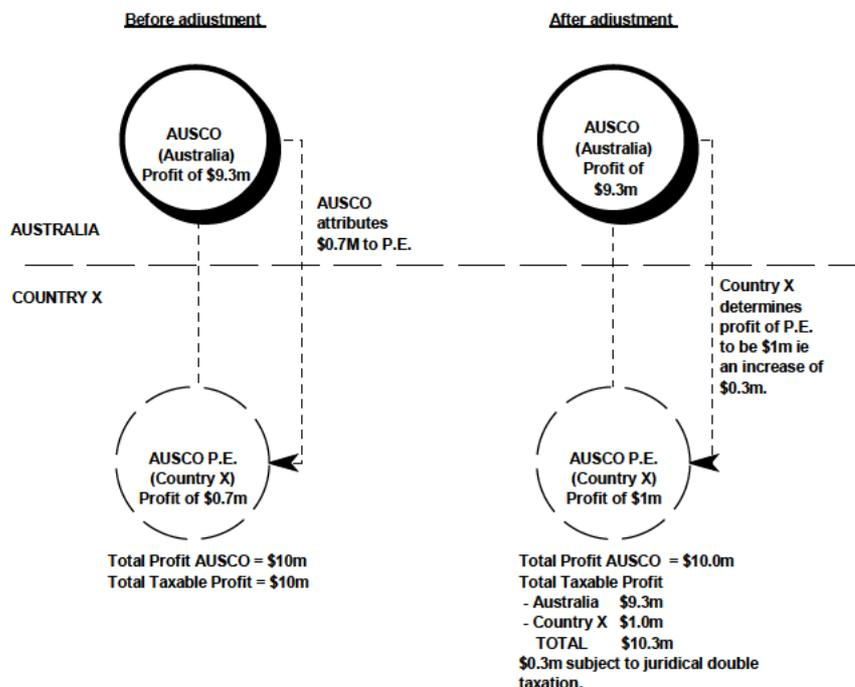 Before adjustment
After adjustment
AUSCO
(Australia)
Profit of $9.3m
AUSCO
attributes
$0.7M to P.E.
AUSCO
(Australia)
Profit of
$9.3m
AUSTRALIA
COUNTRY X
Country X
determines
profit of P.E.
to be $1m ie
an increase of
$0.3m.
AUSCO P.E.
(Country X)
Profit of $0.7m
AUSCO P.E.
(Country X)
Profit of $1m
Total Profit AUSCO = $10m
Total Taxable Profit = $10m
Total Profit AUSCO = $10.0m
Total Taxable Profit
- Australia $9.3m
- Country X $1.0m
TOTAL $10.3m
$0.3m subject to juridical double
taxation.